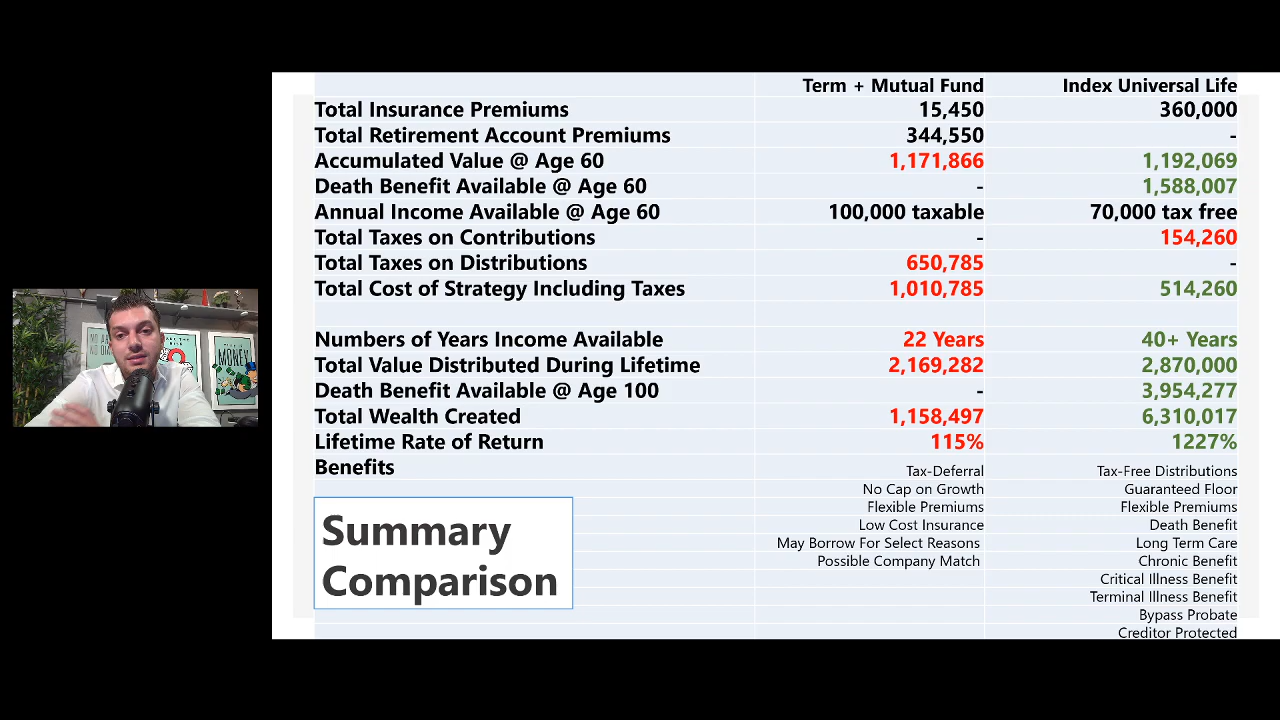 Term + Mutual Fund Index Universal Life
Total Insurance Premiums 15,450 360,000
Total Retirement Account Premiums 344,550 -
Accumulated Value @ Age 60 1,171,866 1,192,069
Death Benefit Available @ Age 60 - 1,588,007
Annual Income Available @ Age 60 100,000 taxable 70,000 tax free
Total Taxes on Contributions - 154,260
Total Taxes on Distributions 650,785 -
Total Cost of Strategy Including Taxes 1,010,785 514,260
Numbers of Years Income Available 22 Years 40+ Years
Total Value Distributed During Lifetime 2,169,282 2,870,000
Death Benefit Available @ Age 100 - 3,954,277
Total Wealth Created 1,158,497 6,310,017
Lifetime Rate of Return 115% 1227%
Benefits Tax-Deferral Tax-Free Distributions
No Cap on Growth Guaranteed Floor
Flexible Premiums Flexible Premiums
Low Cost Insurance Death Benefit
May Borrow For Select Reasons Long Term Care
Possible Company Match Chronic Benefit
Critical Illness Benefit
Terminal Illness Benefit
Bypass Probate
Creditor Protected
Summary
Comparison
MONEY